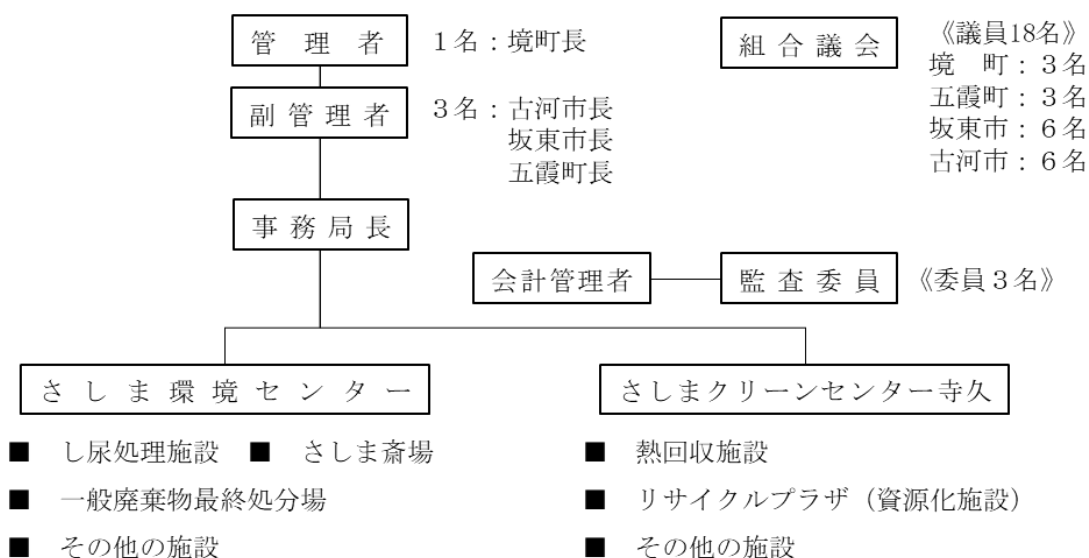 管理者 1名：境町長
組合議会 《議員18名》
境　町：３名
五霞町：３名
坂東市：６名
古河市：６名
副管理者 ３名：古河市長
坂東市長
五霞町長
事務局長
会計管理者 監査委員 《委員３名》
さしま環境センター
さしまクリーンセンター寺久
■ し尿処理施設 ■ さしま斎場
■ 一般廃棄物最終処分場
■ その他の施設
■ 熱回収施設
■ リサイクルプラザ（資源化施設）
■ その他の施設